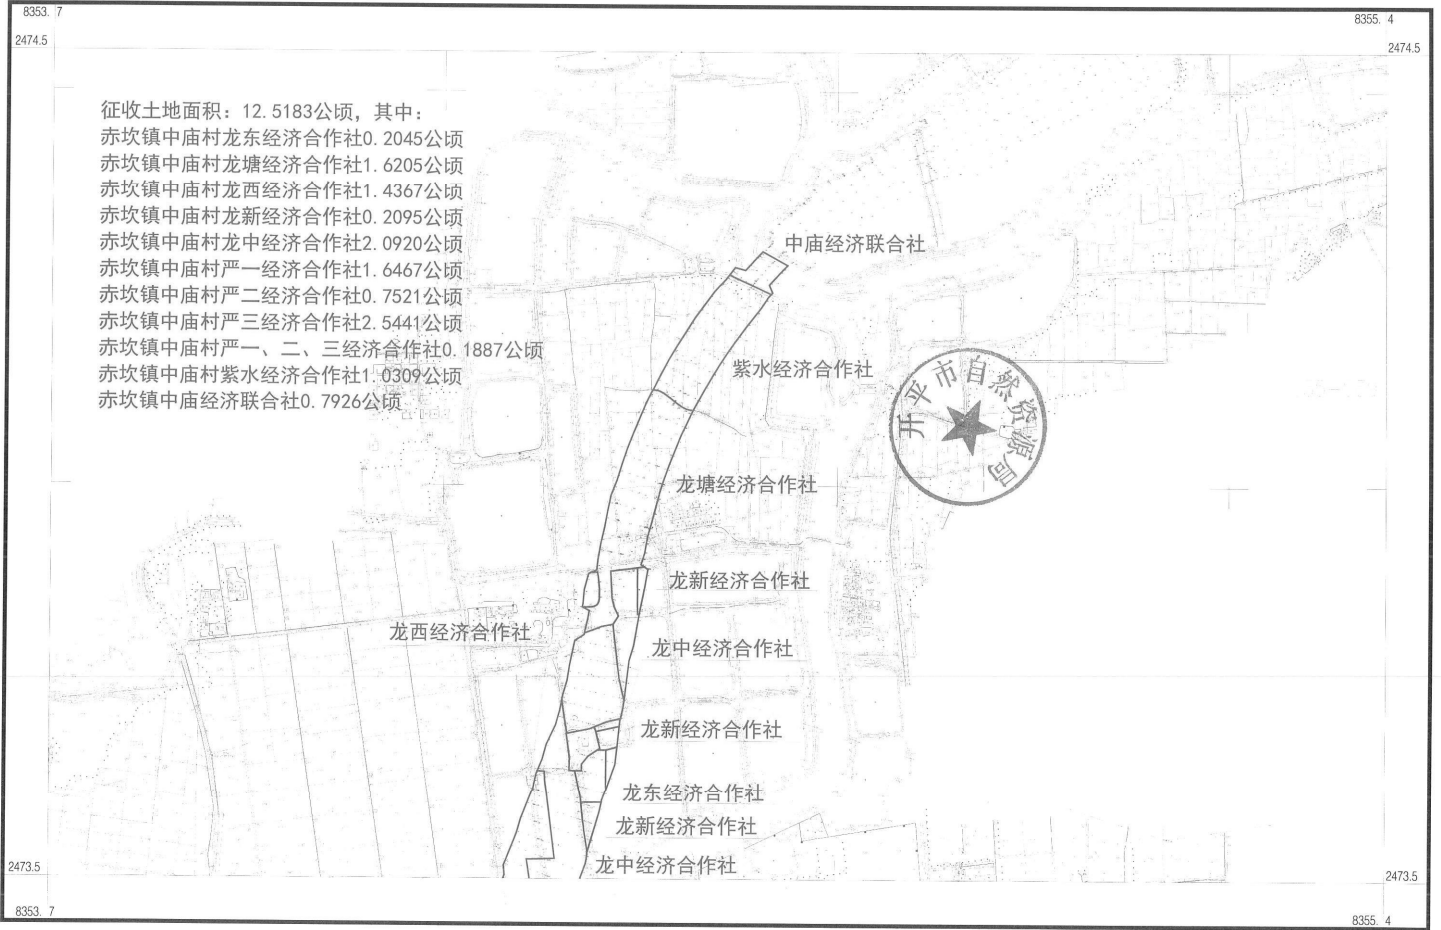 8353. 7
8355. 4
2474.5
2474.5
征收土地面积：12.5183公顷，其中：
赤坎镇中庙村龙东经济合作社0.2045公顷
赤坎镇中庙村龙塘经济合作社1.6205公顷
赤坎镇中庙村龙西经济合作社1.4367公顷
赤坎镇中庙村龙新经济合作社0.2095公顷
赤坎镇中庙村龙中经济合作社2.0920公顷
赤坎镇中庙村严一经济合作社1.6467公顷
赤坎镇中庙村严二经济合作社0.7521公顷
赤坎镇中庙村严三经济合作社2.5441公顷
赤坎镇中庙村严一、二、三经济合作社0.1887公顷
赤坎镇中庙村紫水经济合作社1.0309公顷
赤坎镇中庙经济联合社0.7926公顷
中庙经济联合社
紫水经济合作社
开平市自然资源局
龙塘经济合作社
龙新经济合作社
龙西经济合作社
龙中经济合作社
龙新经济合作社
龙东经济合作社
龙新经济合作社
龙中经济合作社
2473.5
2473.5
8353. 7
8355. 4